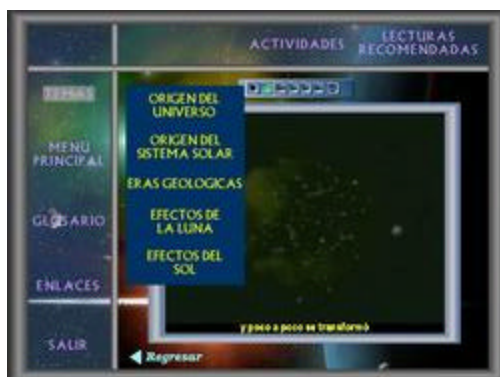 ACTIVIDADES
LECTURAS
RECOMENDADAS
TEMAS
MENU
PRINCIPAL
GLOSARIO
ENLACES
SALIR
ORIGEN DEL
UNIVERSO
ORIGEN DEL
SISTEMA SOLAR
ERAS GEOLOGICAS
EFECTOS DE
LA LUNA
EFECTOS DEL
SOL
y poco a poco se transformó
Regresar